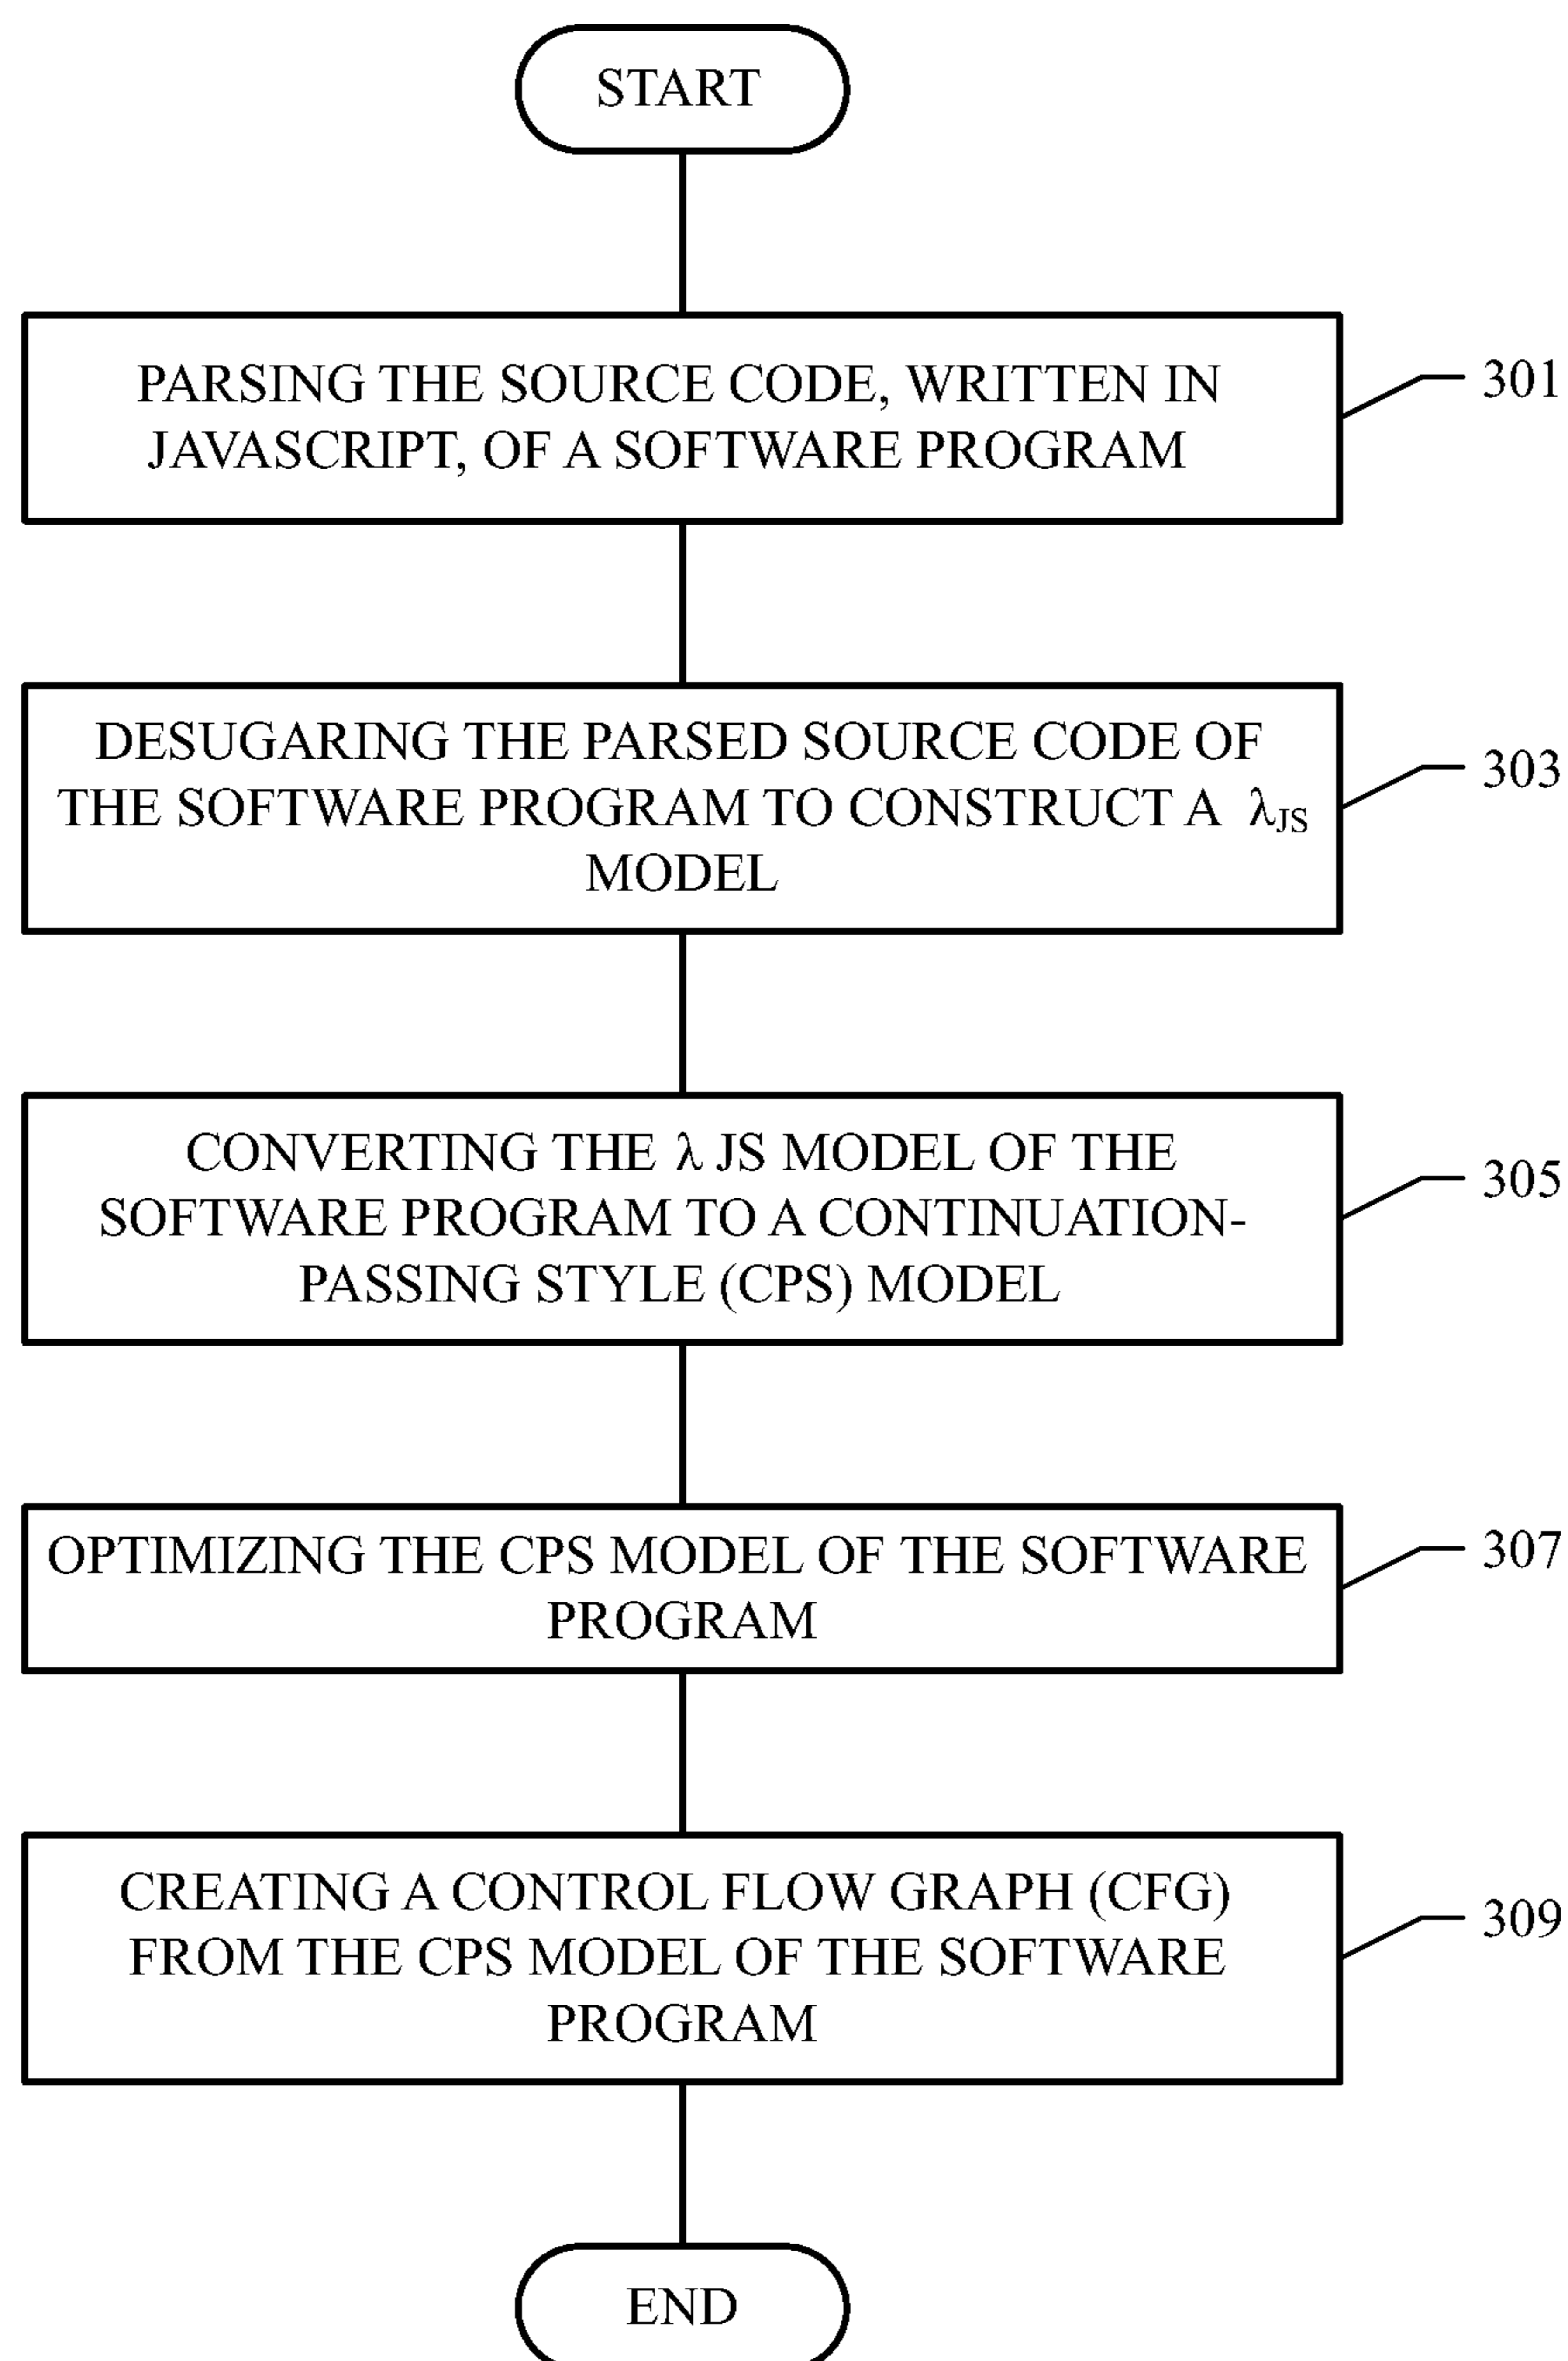 START
PARSING THE SOURCE CODE, WRITTEN IN
JAVASCRIPT, OF A SOFTWARE PROGRAM
301
DESUGARING THE PARSED SOURCE CODE OF
THE SOFTWARE PROGRAM TO CONSTRUCT A λJS
MODEL
303
CONVERTING THE λ JS MODEL OF THE
SOFTWARE PROGRAM TO A CONTINUATION-
PASSING STYLE (CPS) MODEL
305
OPTIMIZING THE CPS MODEL OF THE SOFTWARE
PROGRAM
307
CREATING A CONTROL FLOW GRAPH (CFG)
FROM THE CPS MODEL OF THE SOFTWARE
PROGRAM
309
END